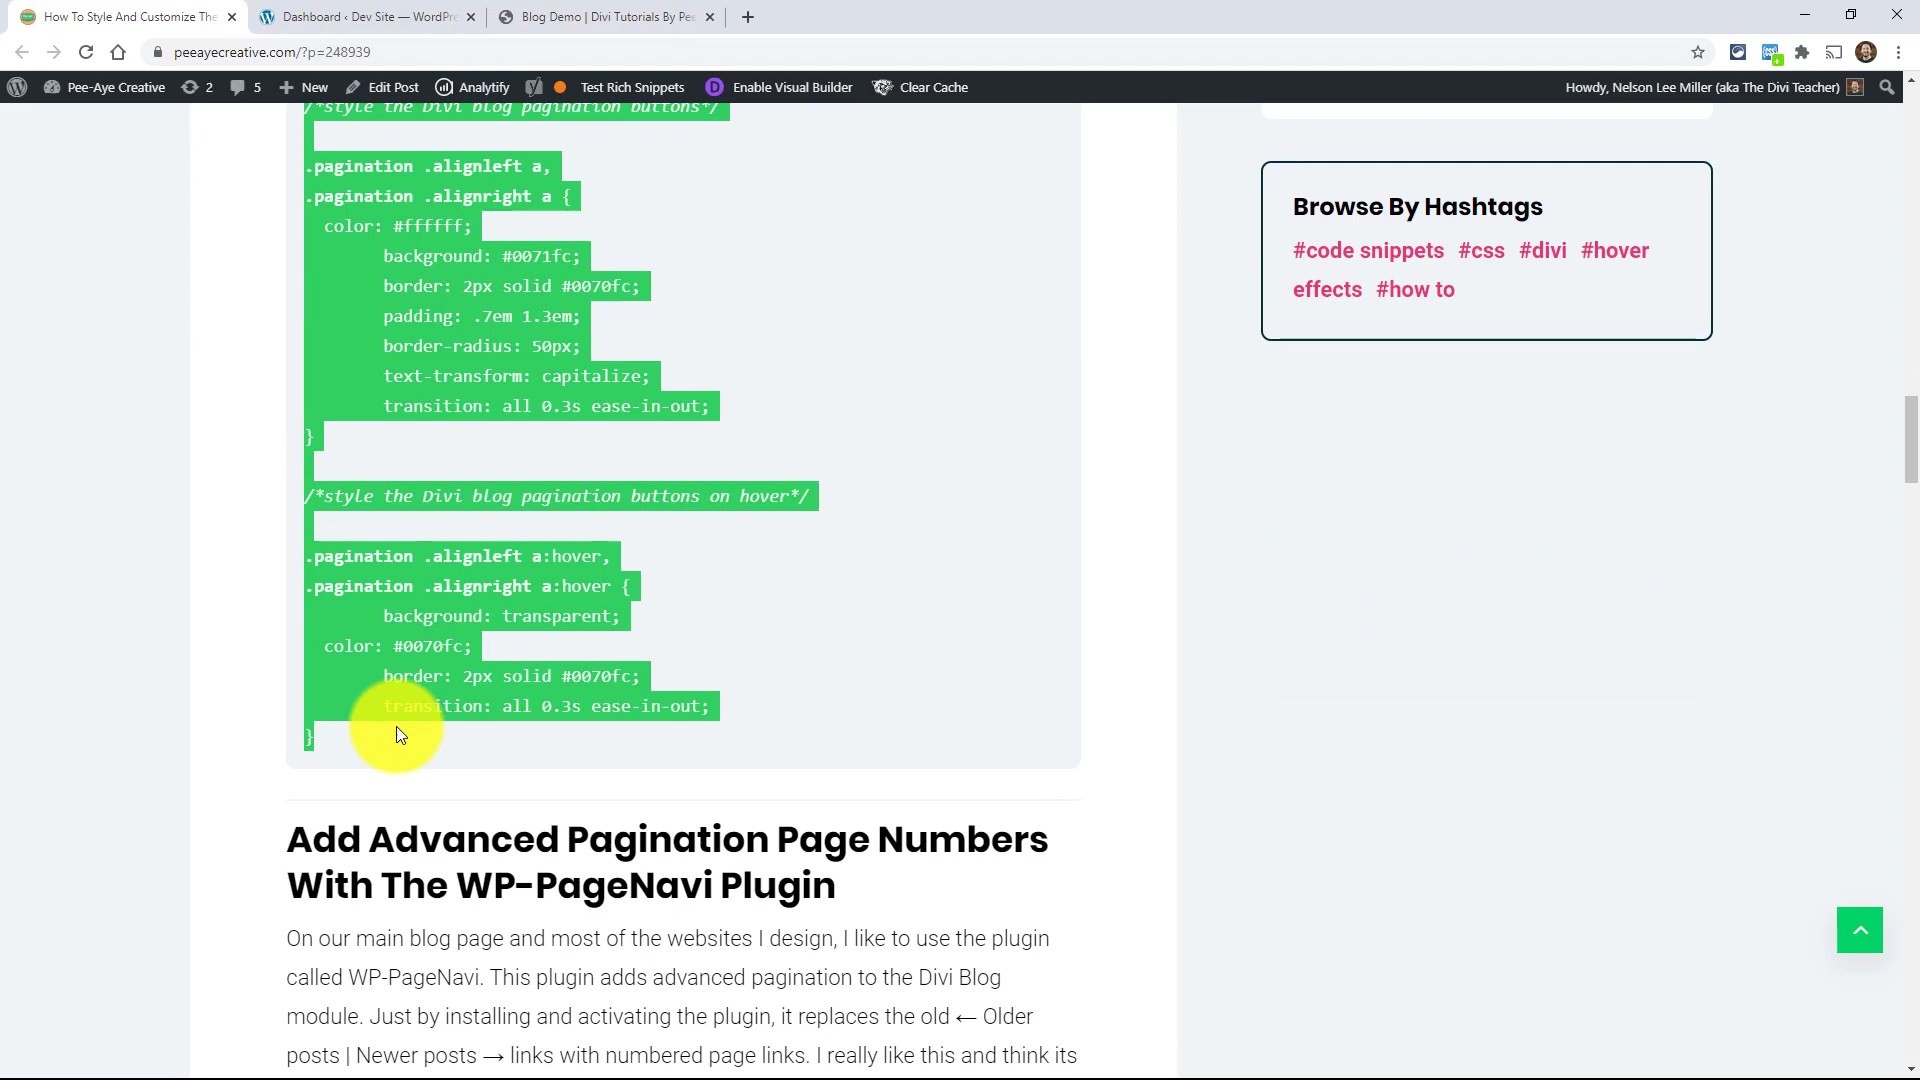 How To Style And Customize The
Dashboard ‹ Dev Site — WordPre
Blog Demo | Divi Tutorials By Pee
peeayecreative.com/?p=248939
Pee-Aye Creative
2
5
New
Edit Post
Analytify
Test Rich Snippets
Enable Visual Builder
Clear Cache
Howdy, Nelson Lee Miller (aka The Divi Teacher)
/*style the Divi blog pagination buttons*/
.pagination .alignleft a,
.pagination .alignright a {
color: #ffffff;
background: #0071fc;
border: 2px solid #0070fc;
padding: .7em 1.3em;
border-radius: 50px;
text-transform: capitalize;
transition: all 0.3s ease-in-out;
}
/*style the Divi blog pagination buttons on hover*/
.pagination .alignleft a:hover,
.pagination .alignright a:hover {
background: transparent;
color: #0070fc;
border: 2px solid #0070fc;
transition: all 0.3s ease-in-out;
}
Add Advanced Pagination Page Numbers
With The WP-PageNavi Plugin
On our main blog page and most of the websites I design, I like to use the plugin
called WP-PageNavi. This plugin adds advanced pagination to the Divi Blog
module. Just by installing and activating the plugin, it replaces the old ← Older
posts | Newer posts → links with numbered page links. I really like this and think its
Browse By Hashtags
#code snippets #css #divi #hover
effects #how to